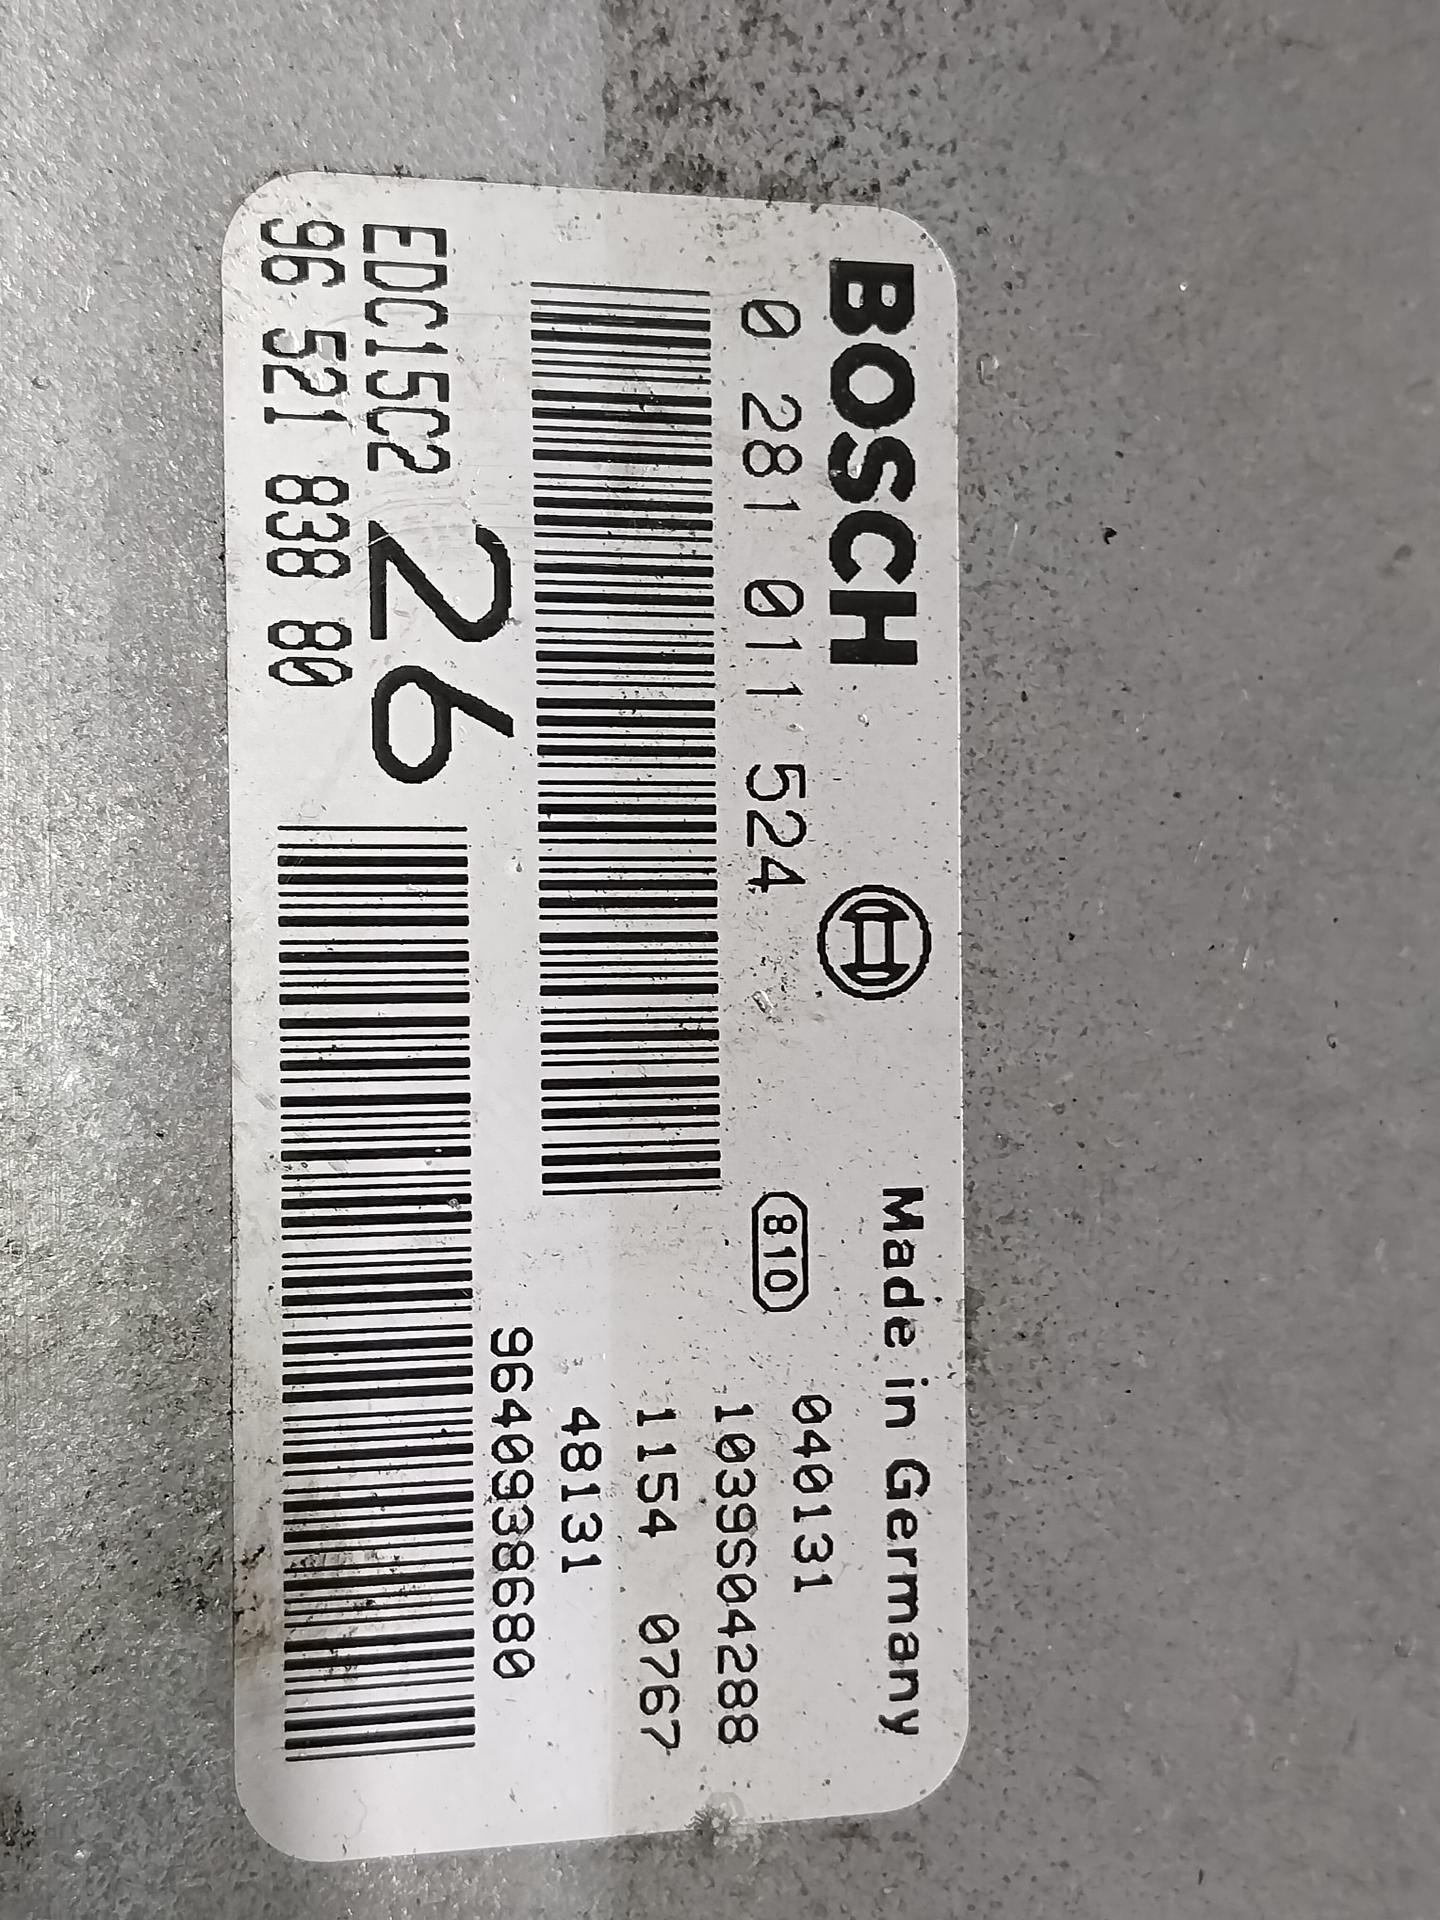 BOSCH
Made in Germany
0 281 011 524
810
040131
1039S04288
1154 0767
48131
9640938680
EDC15C2
26
96 521 838 80